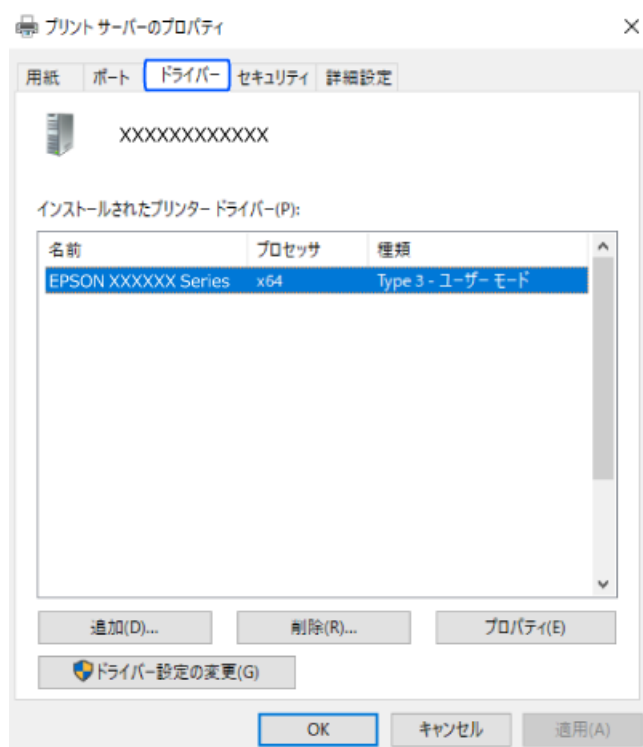 プリント サーバーのプロパティ
用紙 ポート ドライバー セキュリティ 詳細設定
XXXXXXXXXXXX
インストールされたプリンター ドライバー(P):
名前 プロセッサ 種類
EPSON XXXXXX Series x64 Type 3 - ユーザー モード
追加(D)... 削除(R)... プロパティ(E)
ドライバー設定の変更(G)
OK キャンセル 適用(A)